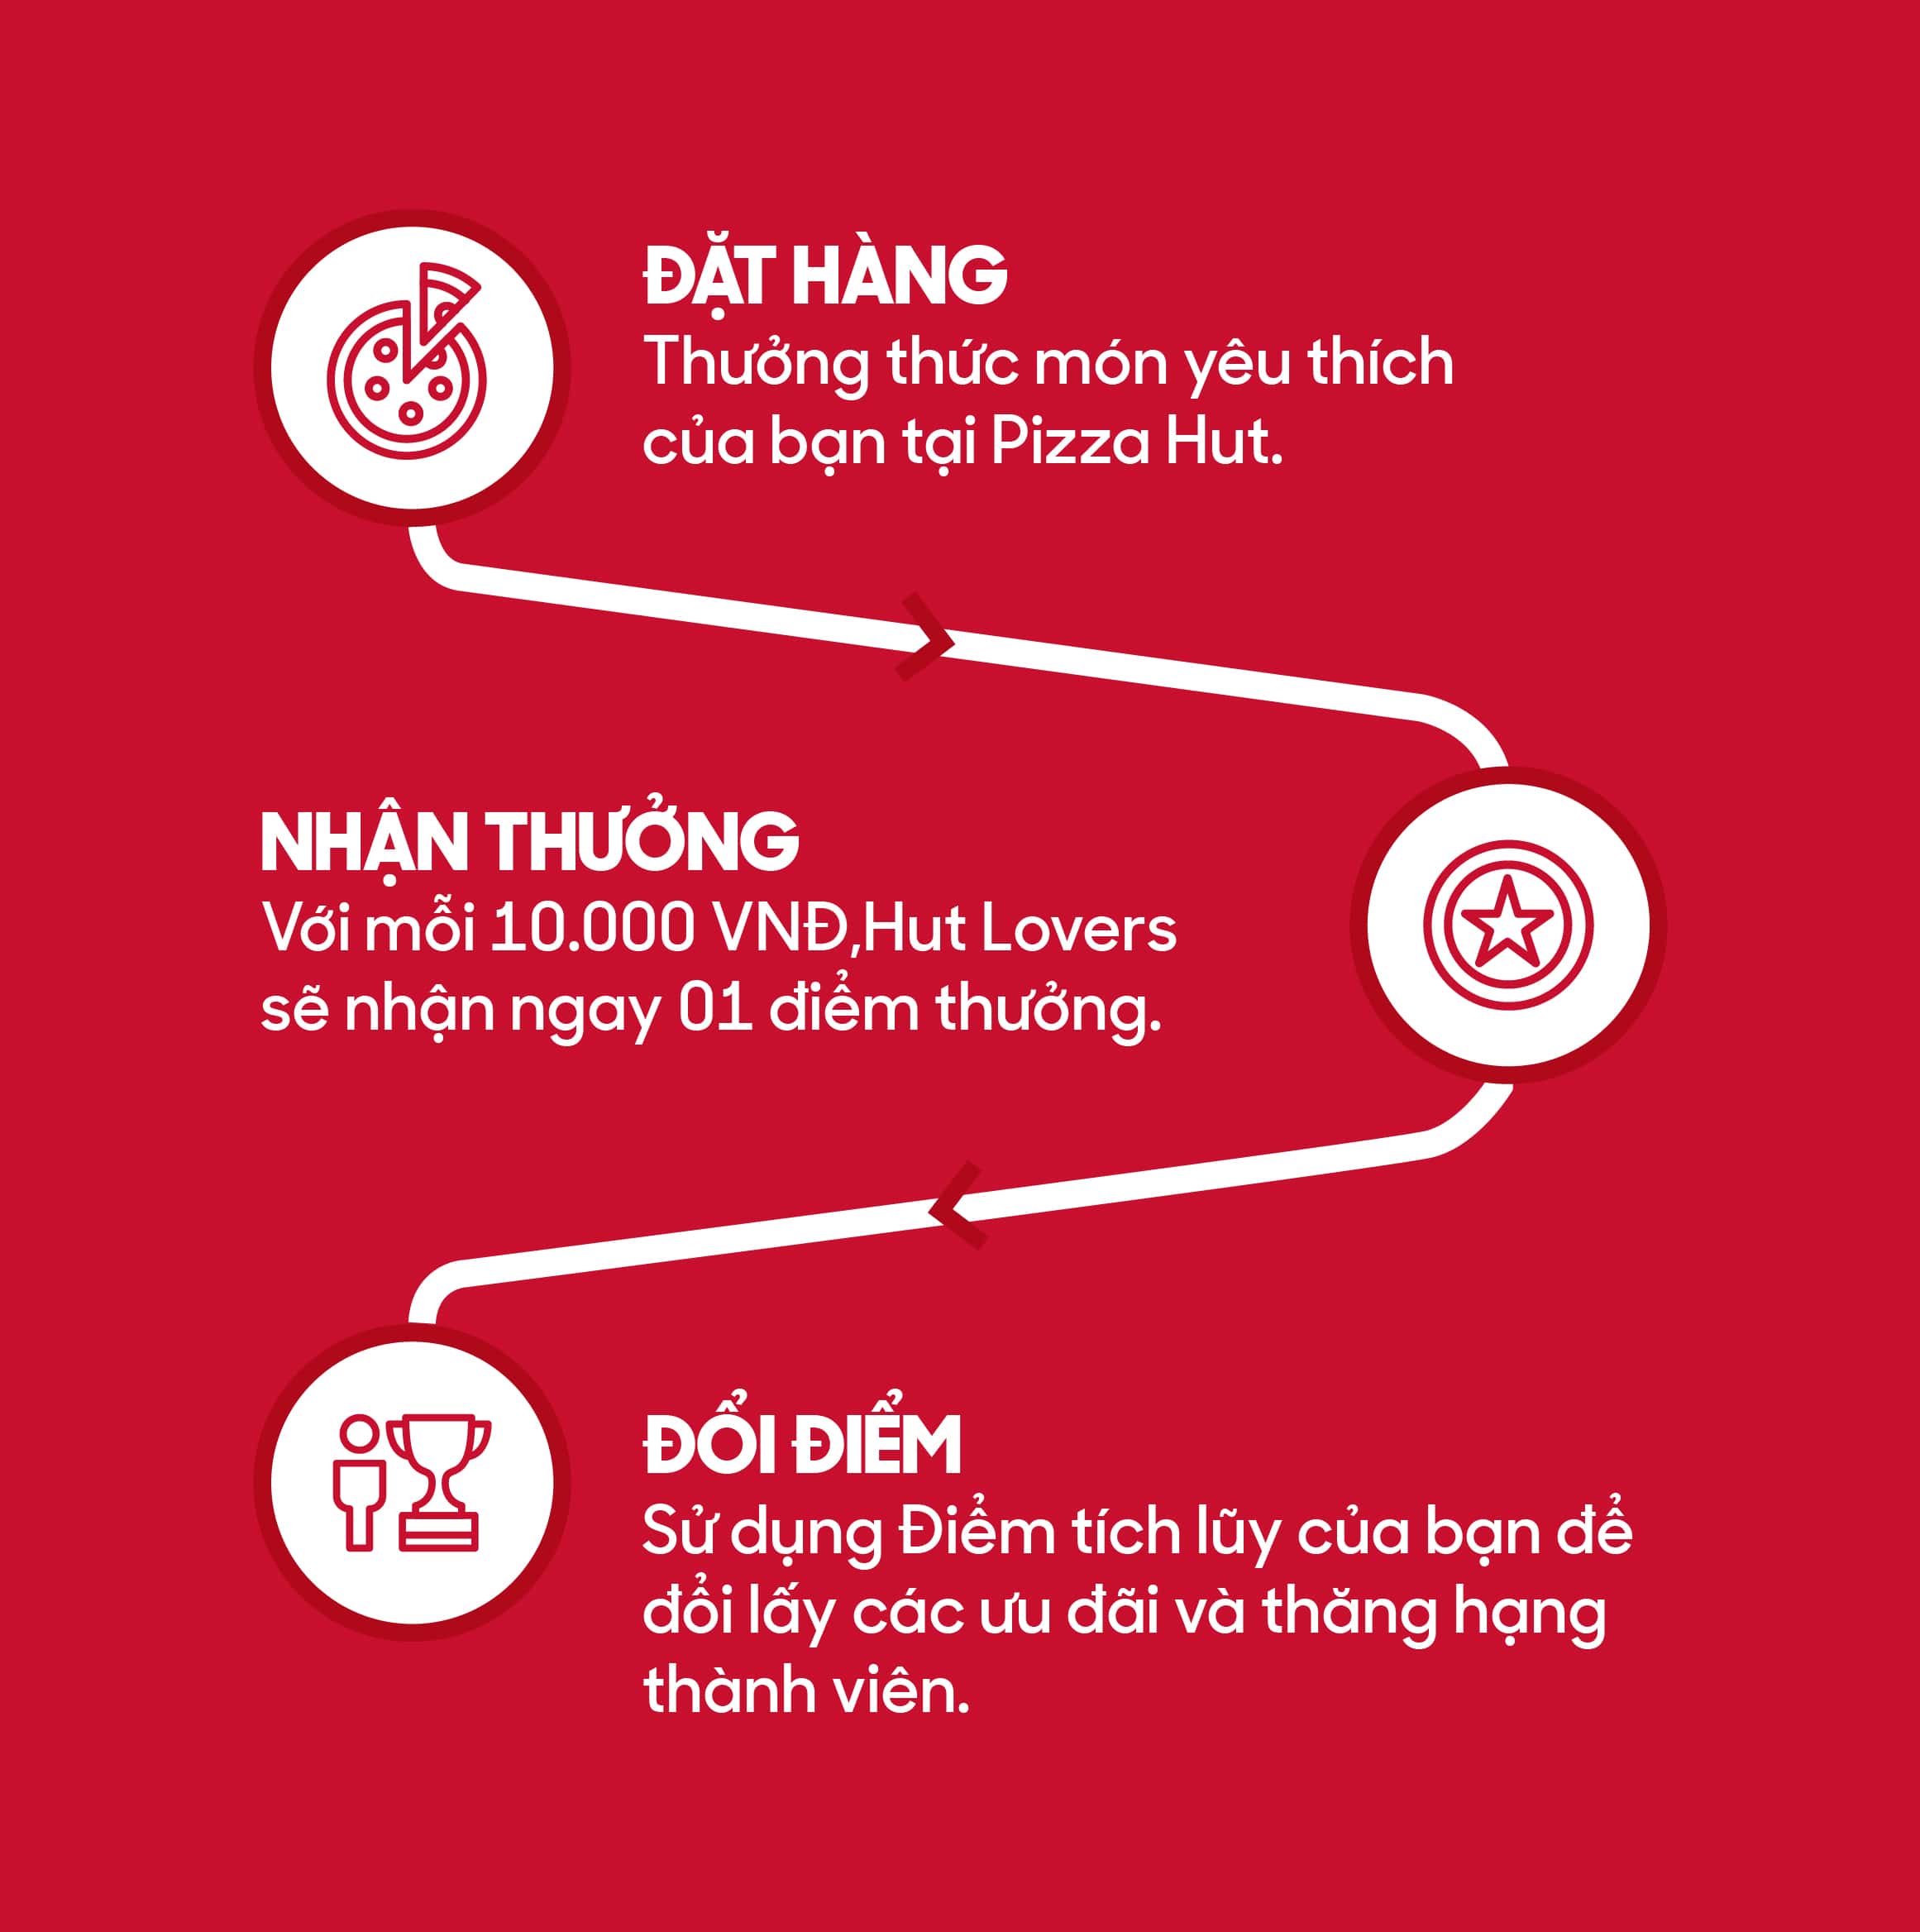 ĐẶT HÀNG
Thưởng thức món yêu thích
của bạn tại Pizza Hut.
NHẬN THƯỞNG
Với mỗi 10.000 VNĐ,Hut Lovers
sẽ nhận ngay 01 điểm thưởng.
ĐỔI ĐIỂM
Sử dụng Điểm tích lũy của bạn để
đổi lấy các ưu đãi và thăng hạng
thành viên.